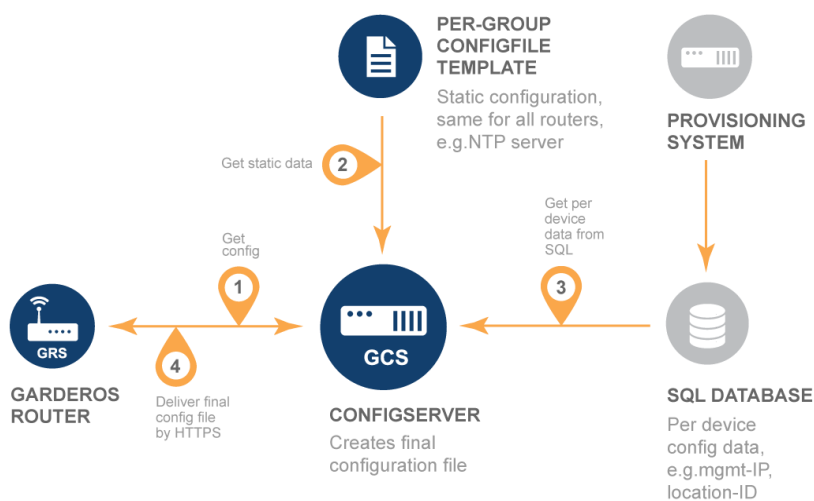 PER-GROUP
CONFIGFILE
TEMPLATE
Static configuration,
same for all routers,
e.g.NTP server
PROVISIONING
SYSTEM
Get static data
2
Get per
device
data from
SQL
3
Get
config
1
GRS
4
GCS
GARDEROS
ROUTER
Deliver final
config file
by HTTPS
CONFIGSERVER
Creates final
configuration file
SQL DATABASE
Per device
config data,
e.g.mgmt-IP,
location-ID